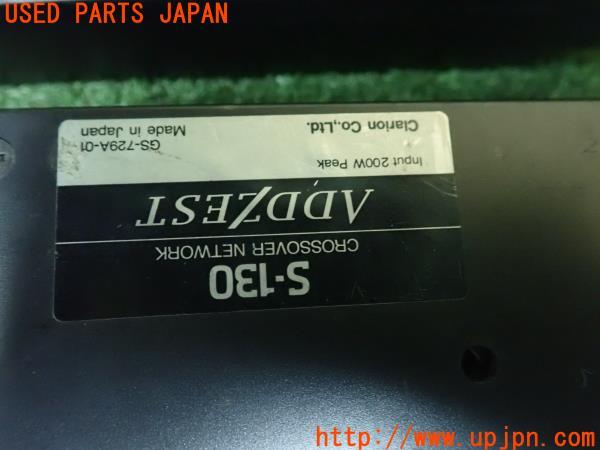 USED PARTS JAPAN
S-130
CROSSOVER NETWORK
ADDZEST
Input 200W Peak
GS-729A-01
Clarion Co.,Ltd.
Made in Japan
UPJ
http://www.upjpn.com